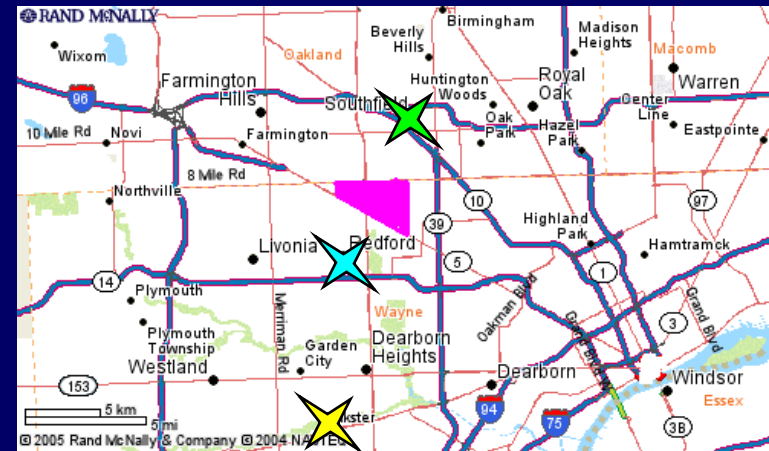 ® RAND MCNALLY
Birmingham
Beverly
Hills
Madison
Heights
Wixom
Oakland
Macomb
Farmington
Hills
Huntington
Woods
Royal
Oak
Warren
96
Southfield
Center
Line
10 Mile Rd
Novi
Farmington
Oak
Park
Hazel
Park
Eastpointe
8 Mile Rd
Northville
10
97
39
Highland
Park
Livonia
Redford
5
Hamtramck
14
1
Plymouth
Merriman Rd
Wayne
Oakman Blvd
Grand Blvd W
Grand Blvd
3
Plymouth
Township
Garden
City
Dearborn
Heights
Westland
153
Dearborn
Windsor
94
75
Essex
3B
5 km
5 mi
kster
© 2005 Rand McNally & Company © 2004 NAVTEQ